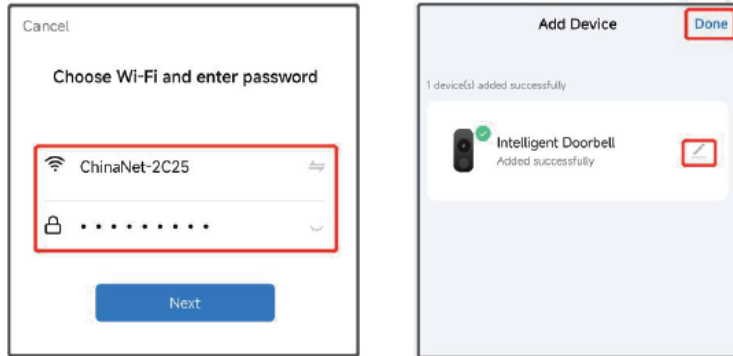 Cancel
Choose Wi-Fi and enter password
ChinaNet-2C25
• • • • • • • • •
Next
Add Device
Done
1 device(s) added successfully
Intelligent Doorbell
Added successfully